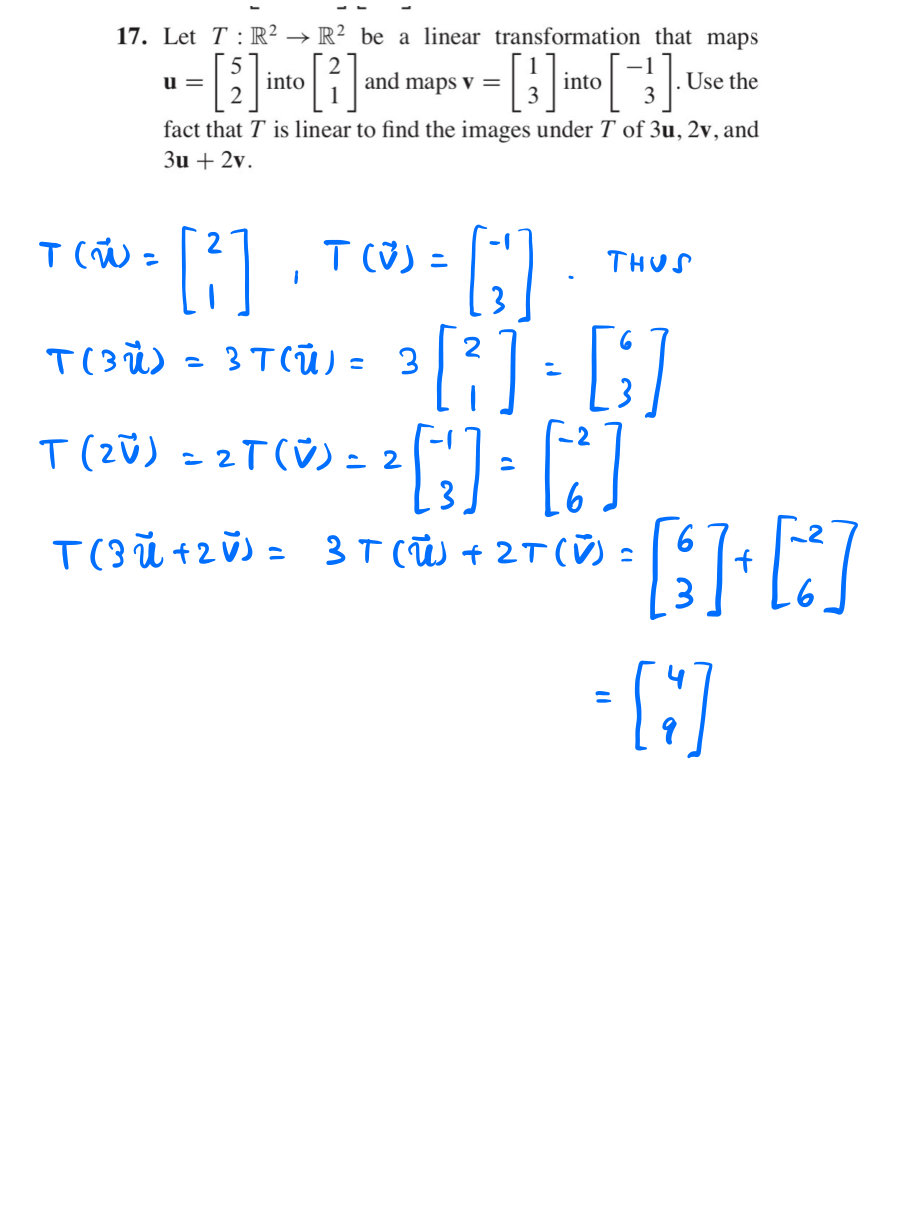 17. Let T : ℝ² → ℝ² be a linear transformation that maps
u = [5 2] into [2 1] and maps v = [1 3] into [−1 3]. Use the
fact that T is linear to find the images under T of 3u, 2v, and
3u + 2v.
T(u⃗) = [2 1], T(v⃗) = [-1 3]. THUS
T(3u⃗) = 3T(u⃗) = 3[2 1] = [6 3]
T(2v⃗) = 2T(v⃗) = 2[-1 3] = [-2 6]
T(3u⃗+2v⃗) = 3T(u⃗) + 2T(v⃗) = [6 3] + [-2 6]
= [4 9]